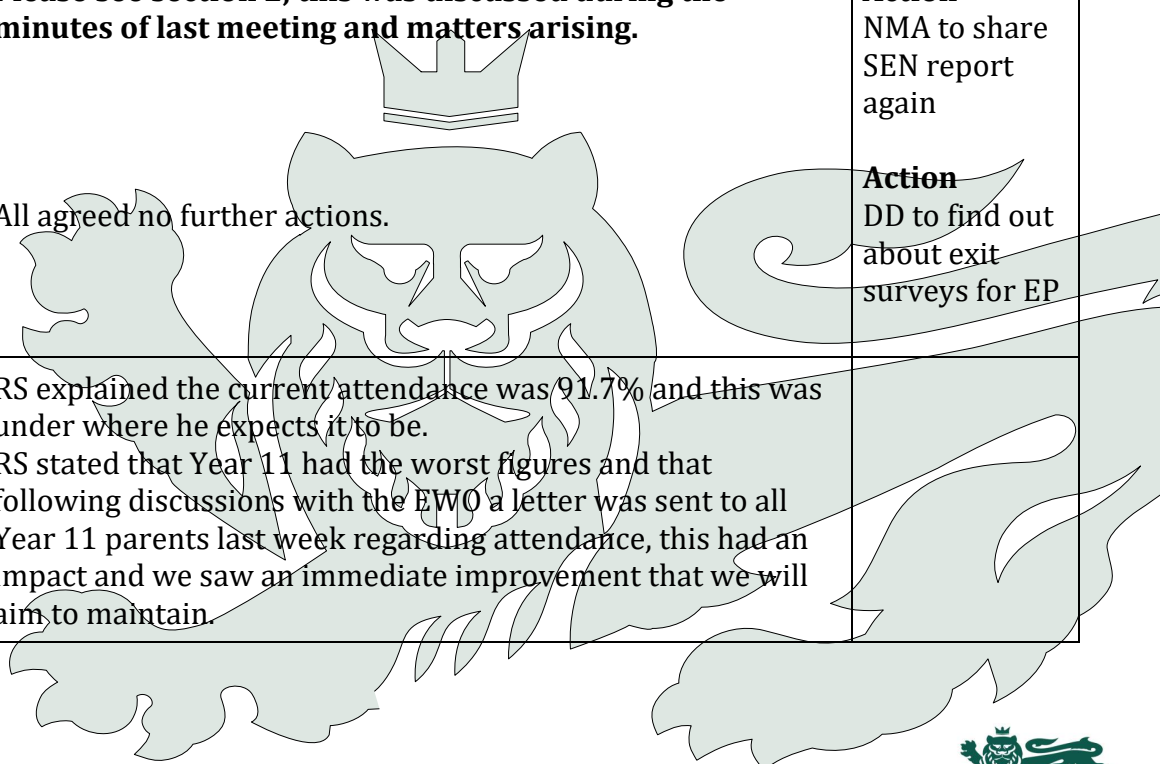 Please see section 2, this was discussed during the
minutes of last meeting and matters arising.
All agreed no further actions.
Action
NMA to share
SEN report
again
Action
DD to find out
about exit
surveys for EP
RS explained the current attendance was 91.7% and this was
under where he expects it to be.
RS stated that Year 11 had the worst figures and that
following discussions with the EWO a letter was sent to all
Year 11 parents last week regarding attendance, this had an
impact and we saw an immediate improvement that we will
aim to maintain.